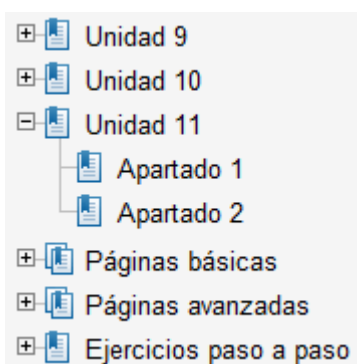 Unidad 9
Unidad 10
Unidad 11
Apartado 1
Apartado 2
Páginas básicas
Páginas avanzadas
Ejercicios paso a paso